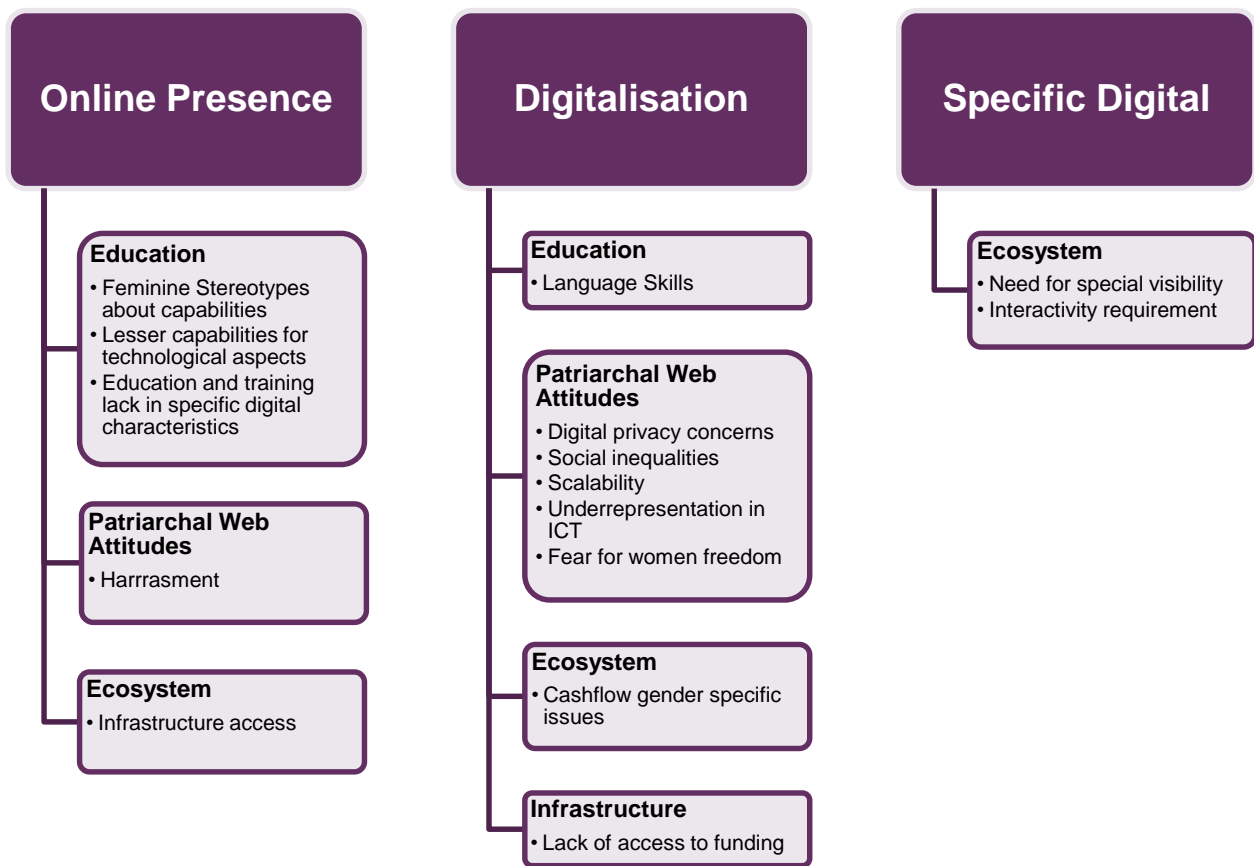 Online Presence
Education
• Feminine Stereotypes
about capabilities
• Lesser capabilities for
technological aspects
• Education and training
lack in specific digital
characteristics
Patriarchal Web
Attitudes
• Harrrasment
Ecosystem
• Infrastructure access
Digitalisation
Education
• Language Skills
Patriarchal Web
Attitudes
• Digital privacy concerns
• Social inequalities
• Scalability
• Underrepresentation in
ICT
• Fear for women freedom
Ecosystem
• Cashflow gender specific
issues
Infrastructure
• Lack of access to funding
Specific Digital
Ecosystem
• Need for special visibility
• Interactivity requirement